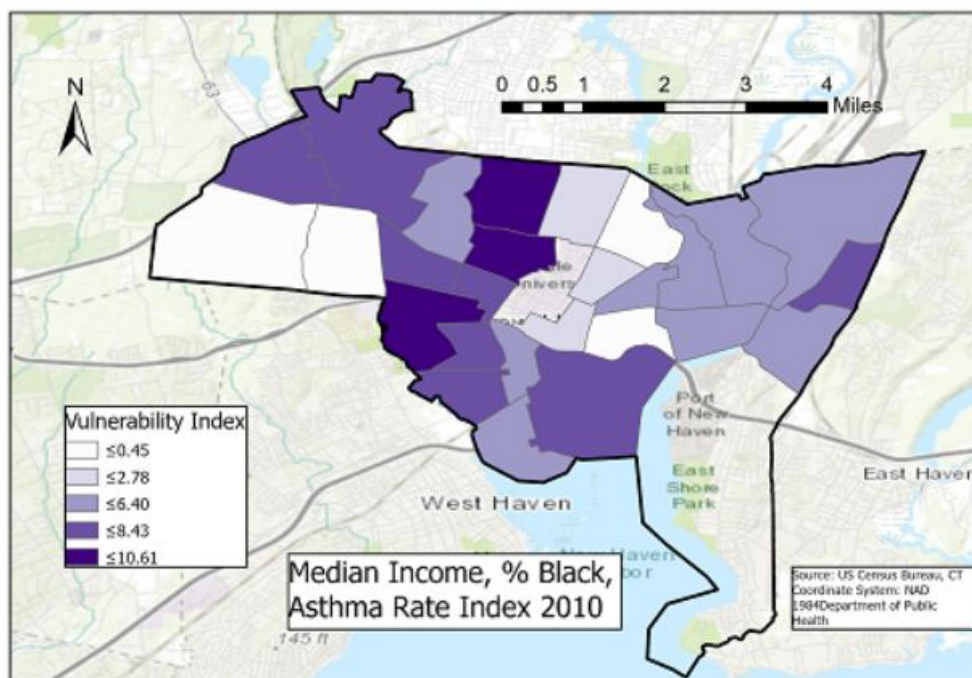 N
63
0 0.5 1 2 3 4
Miles
East
Vulnerability Index
≤0.45
≤2.78
≤6.40
≤8.43
≤10.61
Port
of New
Haven
East
Shore
Park
East Haven
West Haven
Median Income, % Black,
Asthma Rate Index 2010
Source: US Census Bureau, CT
Coordinate System: NAD
1984Department of Public
Health
145 ft